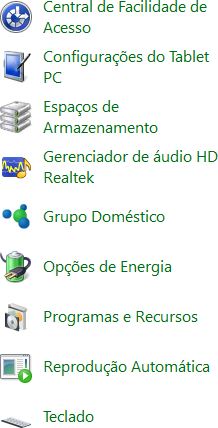 Central de Facilidade de
Acesso
Configurações do Tablet
PC
Espaços de
Armazenamento
Gerenciador de áudio HD
Realtek
Grupo Doméstico
Opções de Energia
Programas e Recursos
Reprodução Automática
Teclado